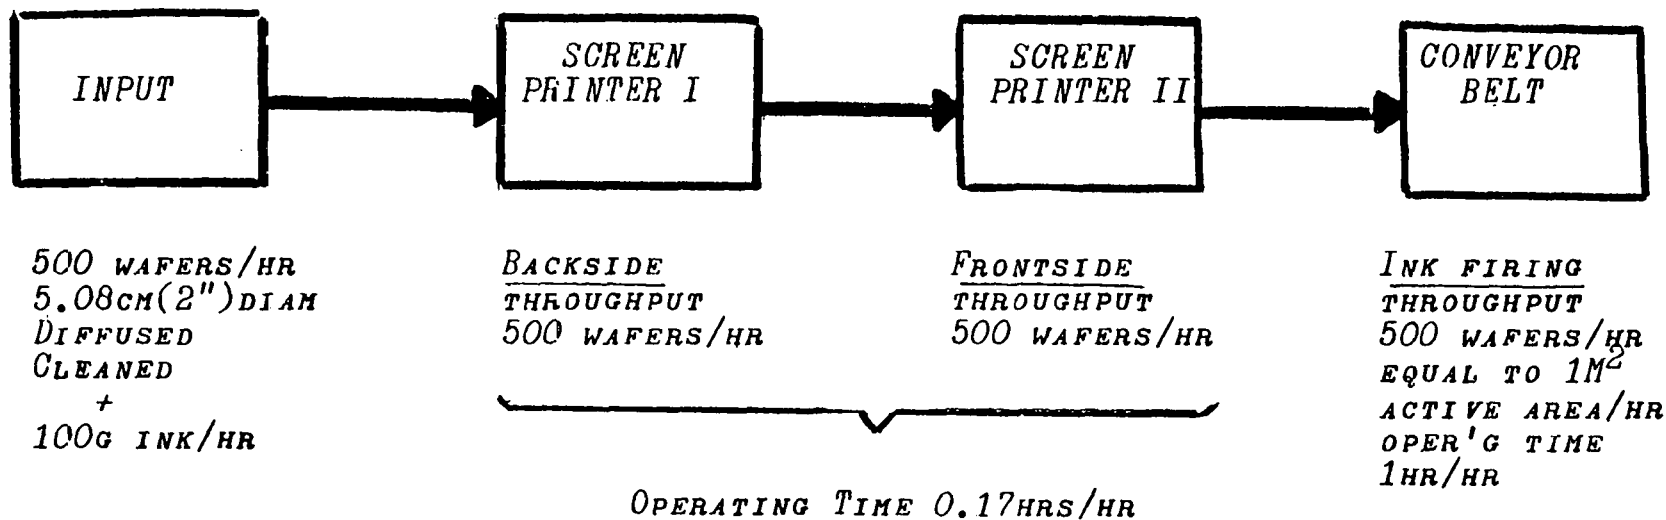 INPUT
SCREEN
PRINTER I
SCREEN
PRINTER II
CONVEYOR
BELT
500 WAFERS/HR
5.08CM(2")DIAM
DIFFUSED
CLEANED
+
100G INK/HR
BACKSIDE
THROUGHPUT
500 WAFERS/HR
FRONTSIDE
THROUGHPUT
500 WAFERS/HR
INK FIRING
THROUGHPUT
500 WAFERS/HR
EQUAL TO 1M²
ACTIVE AREA/HR
OPER'G TIME
1HR/HR
OPERATING TIME 0.17HRS/HR